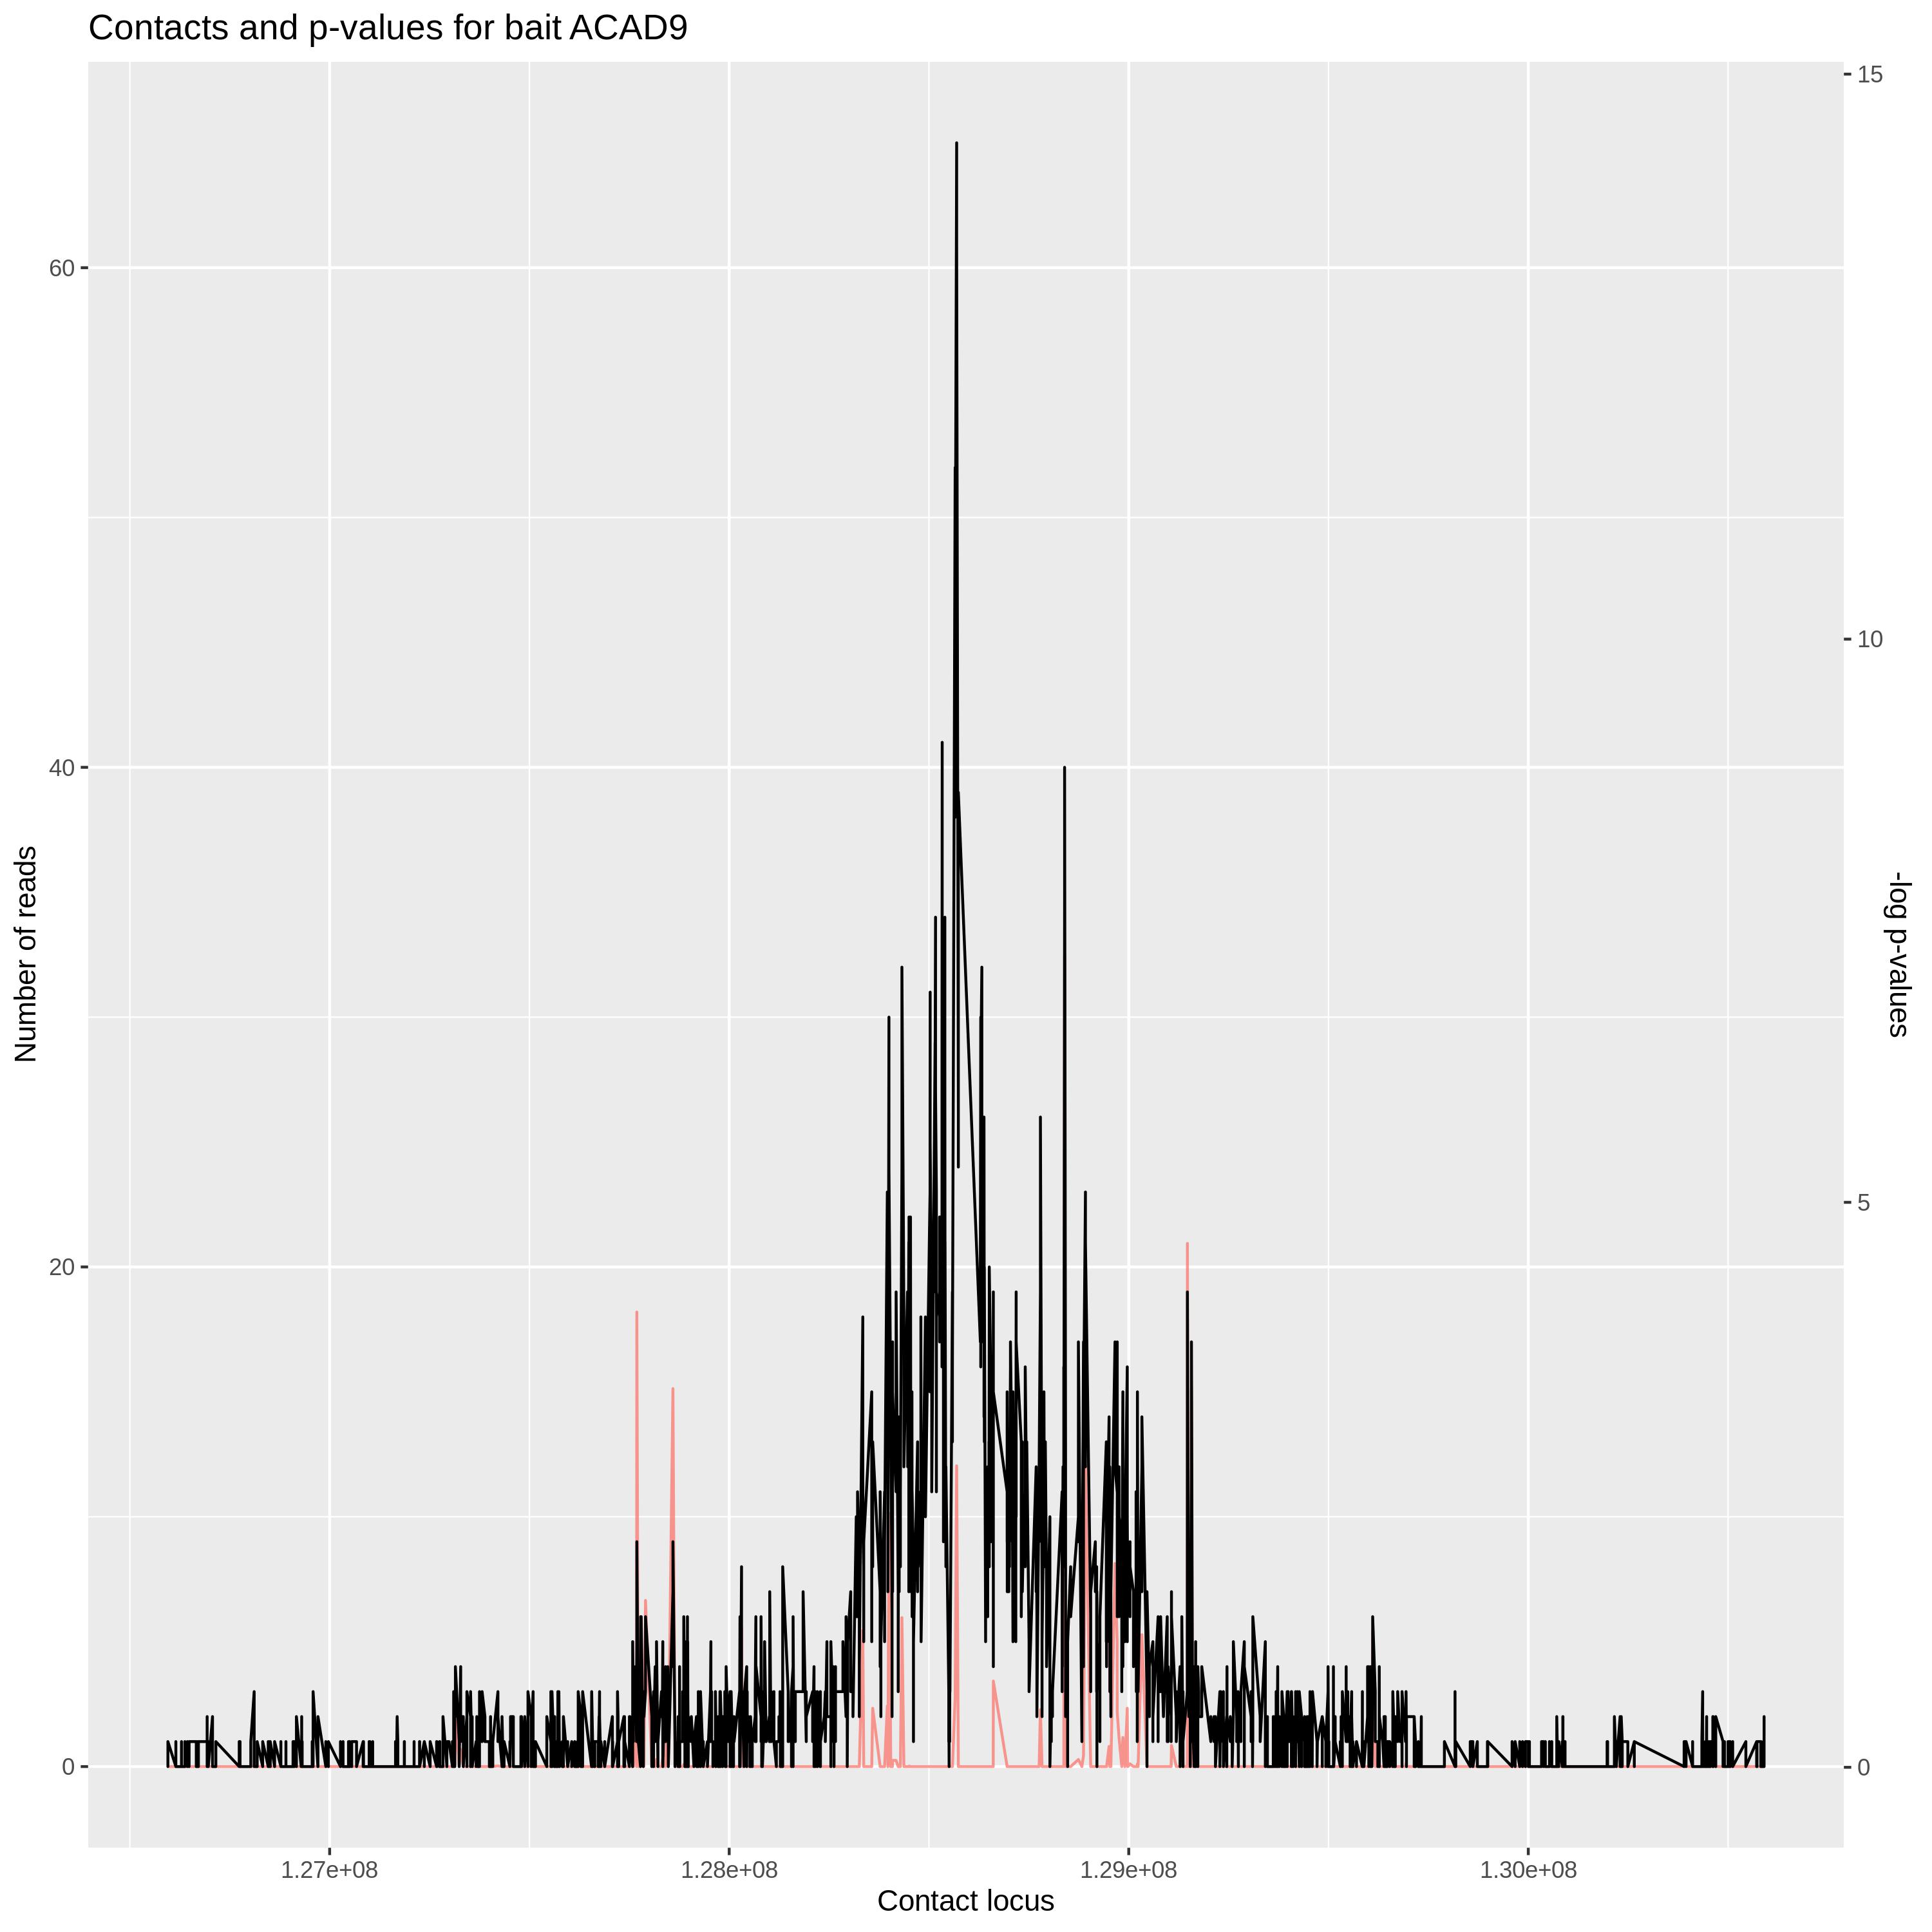 Contacts and p-values for bait ACAD9
15
60
10
40
Number of reads
-log p-values
5
20
0
0
1.27e+08 1.28e+08 1.29e+08 1.30e+08
Contact locus